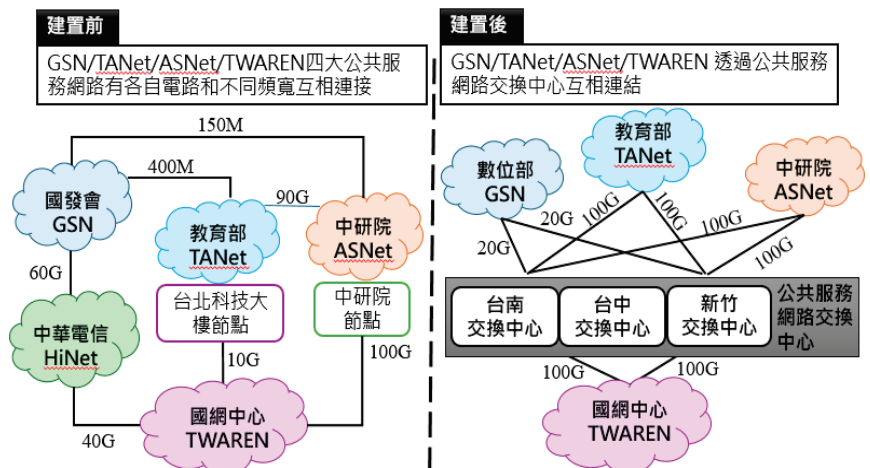 建置前
GSN/TANet/ASNet/TWAREN四大公共服
務網路有各自電路和不同頻寬互相連接
150M
400M
國發會
GSN
90G
教育部
TANet
中研院
ASNet
60G
台北科技大
樓節點
中研院
節點
中華電信
HiNet
10G
100G
國網中心
TWAREN
40G
建置後
GSN/TANet/ASNet/TWAREN 透過公共服務
網路交換中心互相連結
教育部
TANet
數位部
GSN
中研院
ASNet
20G
20G
100G
100G
100G
100G
台南
交換中心
台中
交換中心
新竹
交換中心
公共服務
網路交換
中心
100G
100G
國網中心
TWAREN